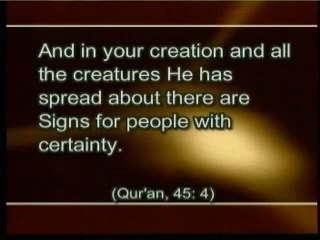 And in your creation and all
the creatures He has
spread about there are
Signs for people with
certainty.
(Qur'an, 45: 4)